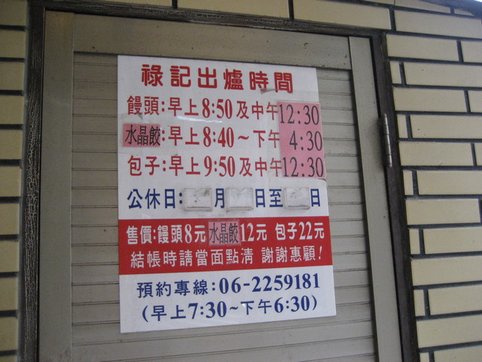 祿記出爐時間
饅頭:早上8:50及中午12:30
水晶餃:早上8:40~下午4:30
包子:早上9:50及中午12:30
公休日: 月 日至 日
售價:饅頭8元 水晶餃12元 包子22元
結帳時請當面點清 謝謝惠顧!
預約專線:06-2259181
(早上7:30~下午6:30)